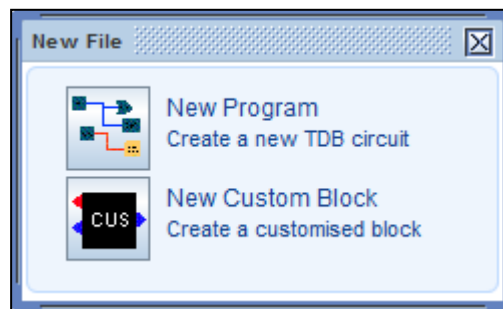 New File
New Program
Create a new TDB circuit
CUS
New Custom Block
Create a customised block